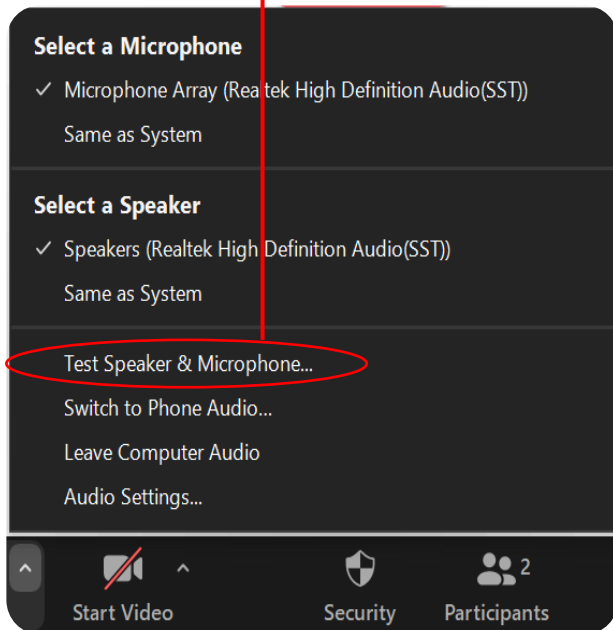 Select a Microphone
Microphone Array (Realtek High Definition Audio(SST))
Same as System
Select a Speaker
Speakers (Realtek High Definition Audio(SST))
Same as System
Test Speaker & Microphone...
Switch to Phone Audio...
Leave Computer Audio
Audio Settings...
2
Start Video Security Participants